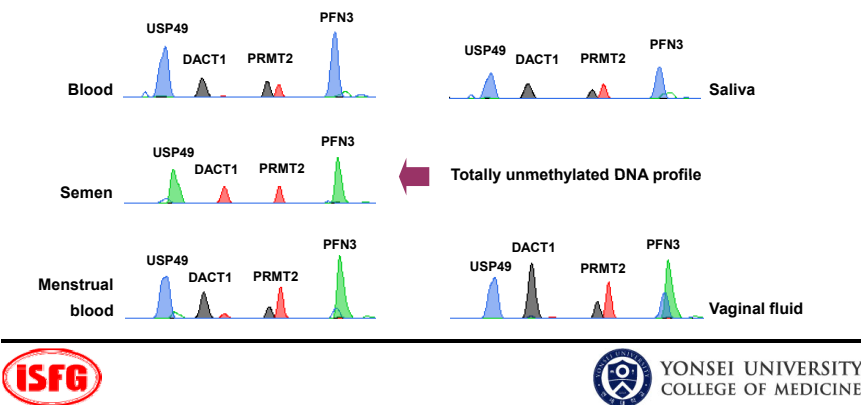 USP49 DACT1 PRMT2 PFN3
Blood
USP49 DACT1 PRMT2 PFN3
Saliva
USP49 DACT1 PRMT2 PFN3
Semen
Totally unmethylated DNA profile
USP49 DACT1 PRMT2 PFN3
Menstrual
blood
USP49 DACT1 PRMT2 PFN3
Vaginal fluid
iSFG
YONSEI UNIVERSITY
COLLEGE OF MEDICINE